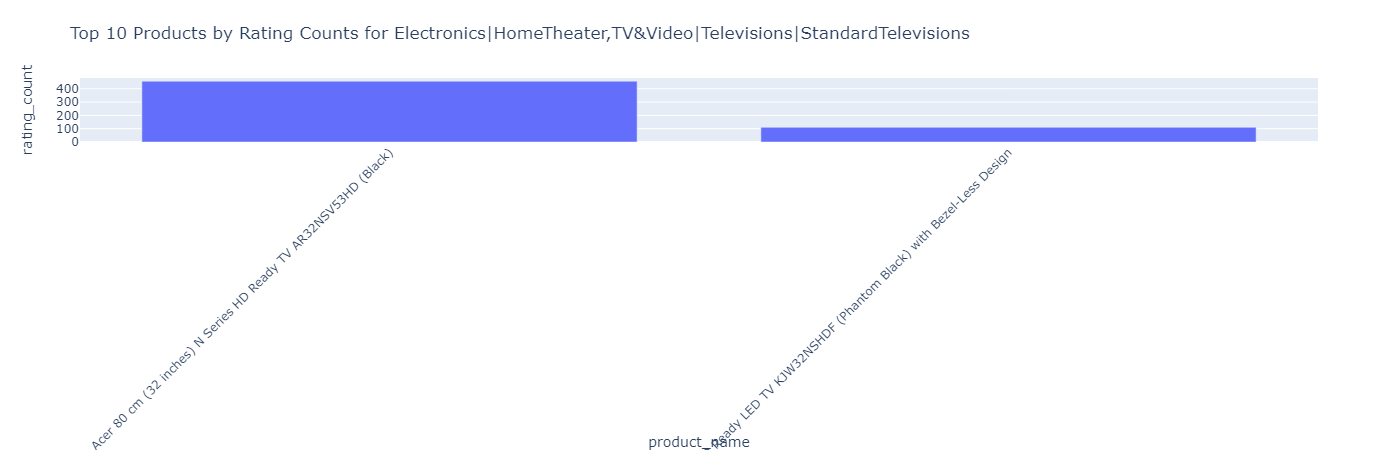 Top 10 Products by Rating Counts for Electronics|HomeTheater,TV&Video|Televisions|StandardTelevisions
rating_count
400
300
200
100
0
Acer 80 cm (32 inches) N Series HD Ready TV AR32NSV53HD (Black)
Ready LED TV KJW32NSHDF (Phantom Black) with Bezel-Less Design
product_name